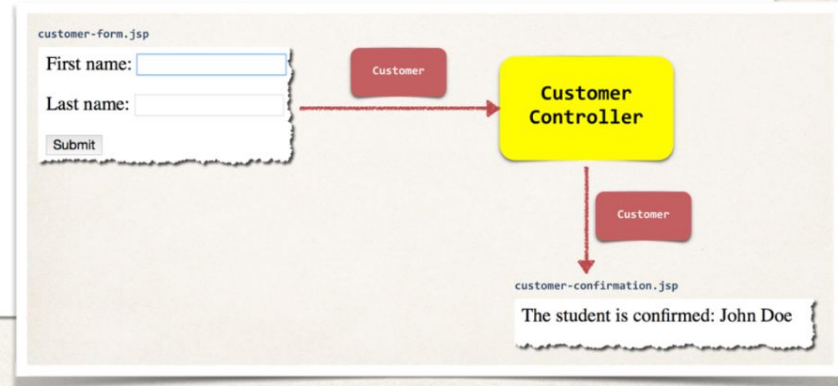 customer-form.jsp
First name:
Last name:
Submit
Customer
Customer
Controller
Customer
customer-confirmation.jsp
The student is confirmed: John Doe